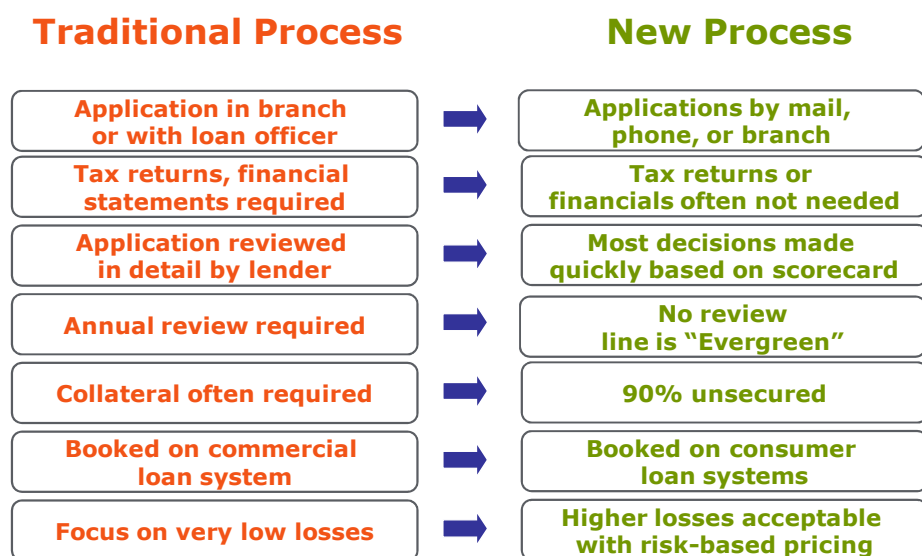 Traditional Process
New Process
Application in branch
or with loan officer
Applications by mail,
phone, or branch
Tax returns, financial
statements required
Tax returns or
financials often not needed
Application reviewed
in detail by lender
Most decisions made
quickly based on scorecard
Annual review required
No review
line is “Evergreen”
Collateral often required
90% unsecured
Booked on commercial
loan system
Booked on consumer
loan systems
Focus on very low losses
Higher losses acceptable
with risk-based pricing